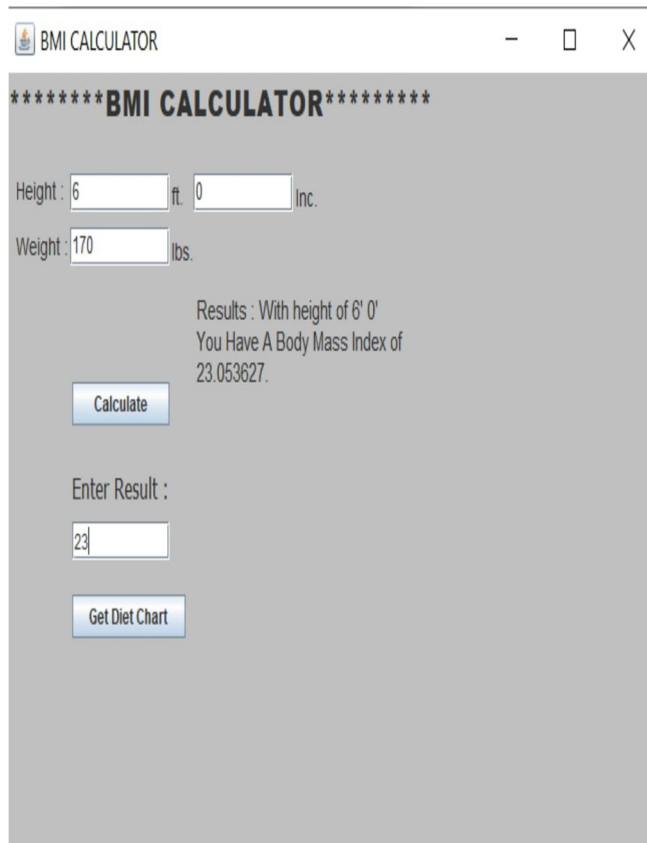 BMI CALCULATOR
********BMI CALCULATOR*********
Height : 6 ft. 0 Inc.
Weight : 170 lbs.
Results : With height of 6' 0'
You Have A Body Mass Index of
23.053627.
Calculate
Enter Result :
23
Get Diet Chart